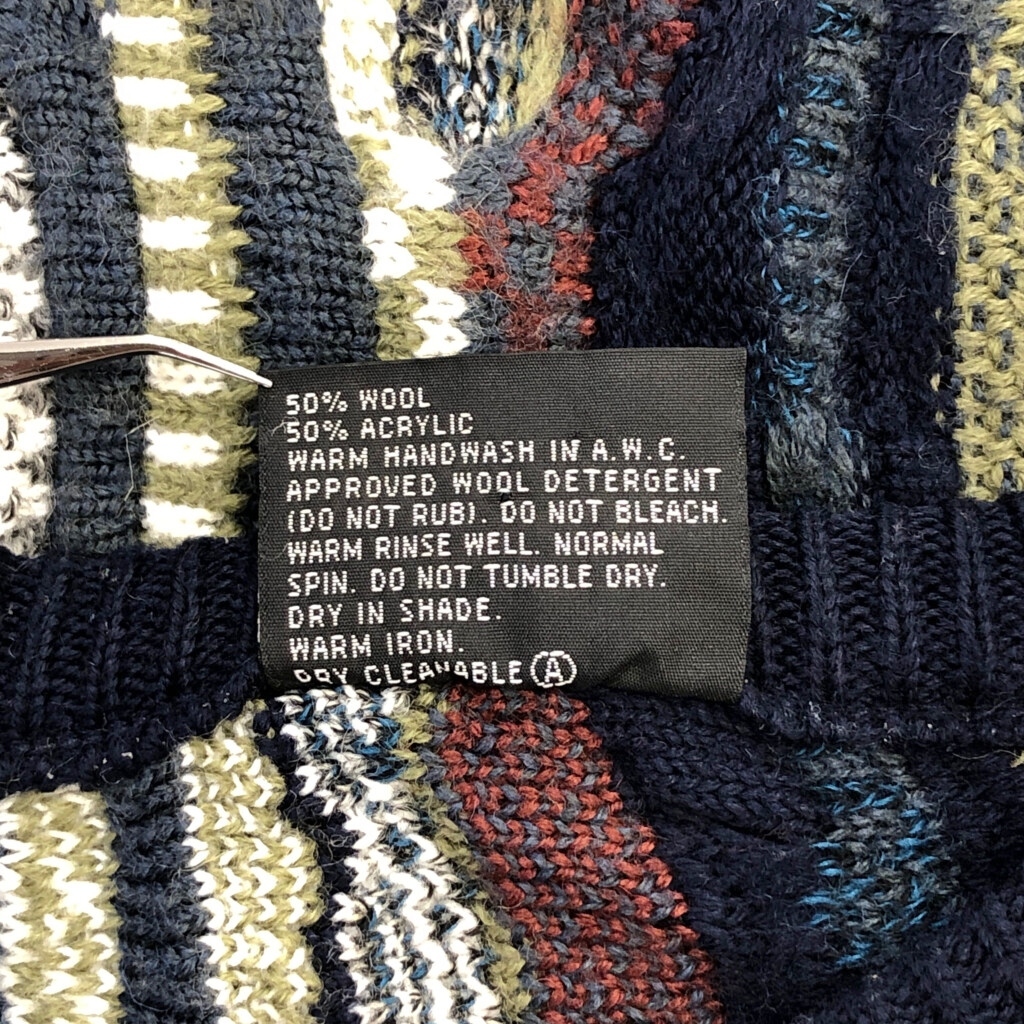 50% WOOL
50% ACRYLIC
WARM HANDWASH IN A.W.C.
APPROVED WOOL DETERGENT
(DO NOT RUB). DO NOT BLEACH.
WARM RINSE WELL. NORMAL
SPIN. DO NOT TUMBLE DRY.
DRY IN SHADE.
WARM IRON.
DRY CLEANABLE Ⓐ